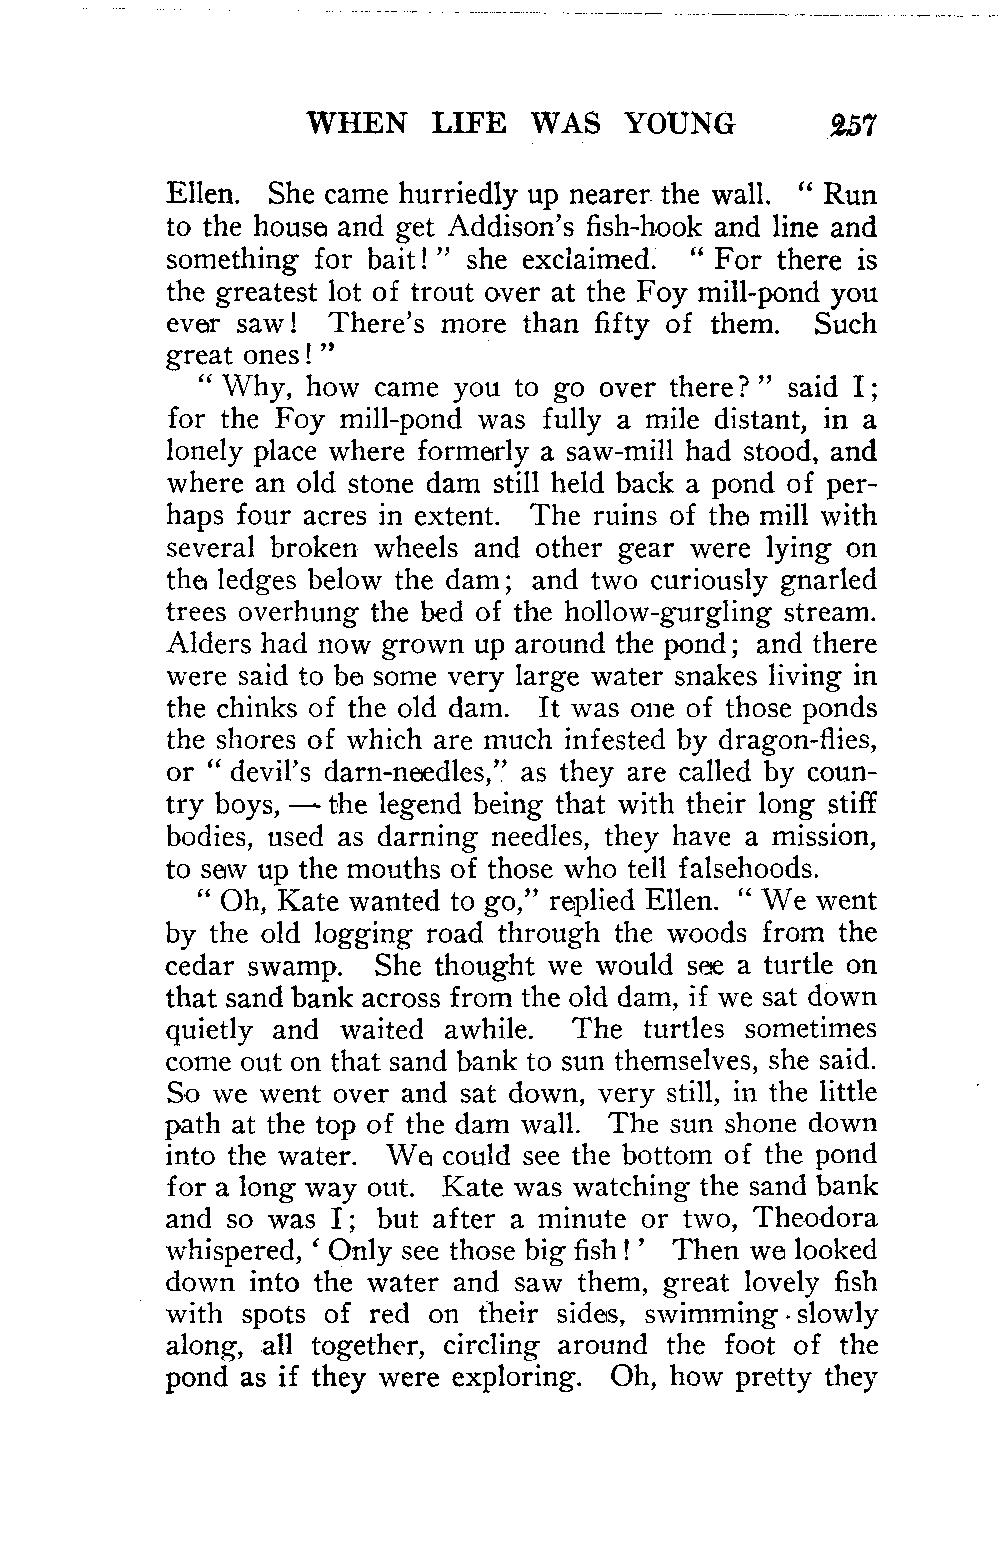 WHEN LIFE WAS YOUNG 257
Ellen. She came hurriedly up nearer the wall. “ Run
to the house and get Addison’s fish-hook and line and
something for bait! ” she exclaimed. “ For there is
the greatest lot of trout over at the Foy mill-pond you
ever saw! There’s more than fifty of them. Such
great ones! ”
“ Why, how came you to go over there? ” said I;
for the Foy mill-pond was fully a mile distant, in a
lonely place where formerly a saw-mill had stood, and
where an old stone dam still held back a pond of per-
haps four acres in extent. The ruins of the mill with
several broken wheels and other gear were lying on
the ledges below the dam; and two curiously gnarled
trees overhung the bed of the hollow-gurgling stream.
Alders had now grown up around the pond; and there
were said to be some very large water snakes living in
the chinks of the old dam. It was one of those ponds
the shores of which are much infested by dragon-flies,
or “ devil’s darn-needles,” as they are called by coun-
try boys, — the legend being that with their long stiff
bodies, used as darning needles, they have a mission,
to sew up the mouths of those who tell falsehoods.
“ Oh, Kate wanted to go,” replied Ellen. “ We went
by the old logging road through the woods from the
cedar swamp. She thought we would see a turtle on
that sand bank across from the old dam, if we sat down
quietly and waited awhile. The turtles sometimes
come out on that sand bank to sun themselves, she said.
So we went over and sat down, very still, in the little
path at the top of the dam wall. The sun shone down
into the water. We could see the bottom of the pond
for a long way out. Kate was watching the sand bank
and so was I; but after a minute or two, Theodora
whispered, ‘ Only see those big fish! ’ Then we looked
down into the water and saw them, great lovely fish
with spots of red on their sides, swimming slowly
along, all together, circling around the foot of the
pond as if they were exploring. Oh, how pretty they